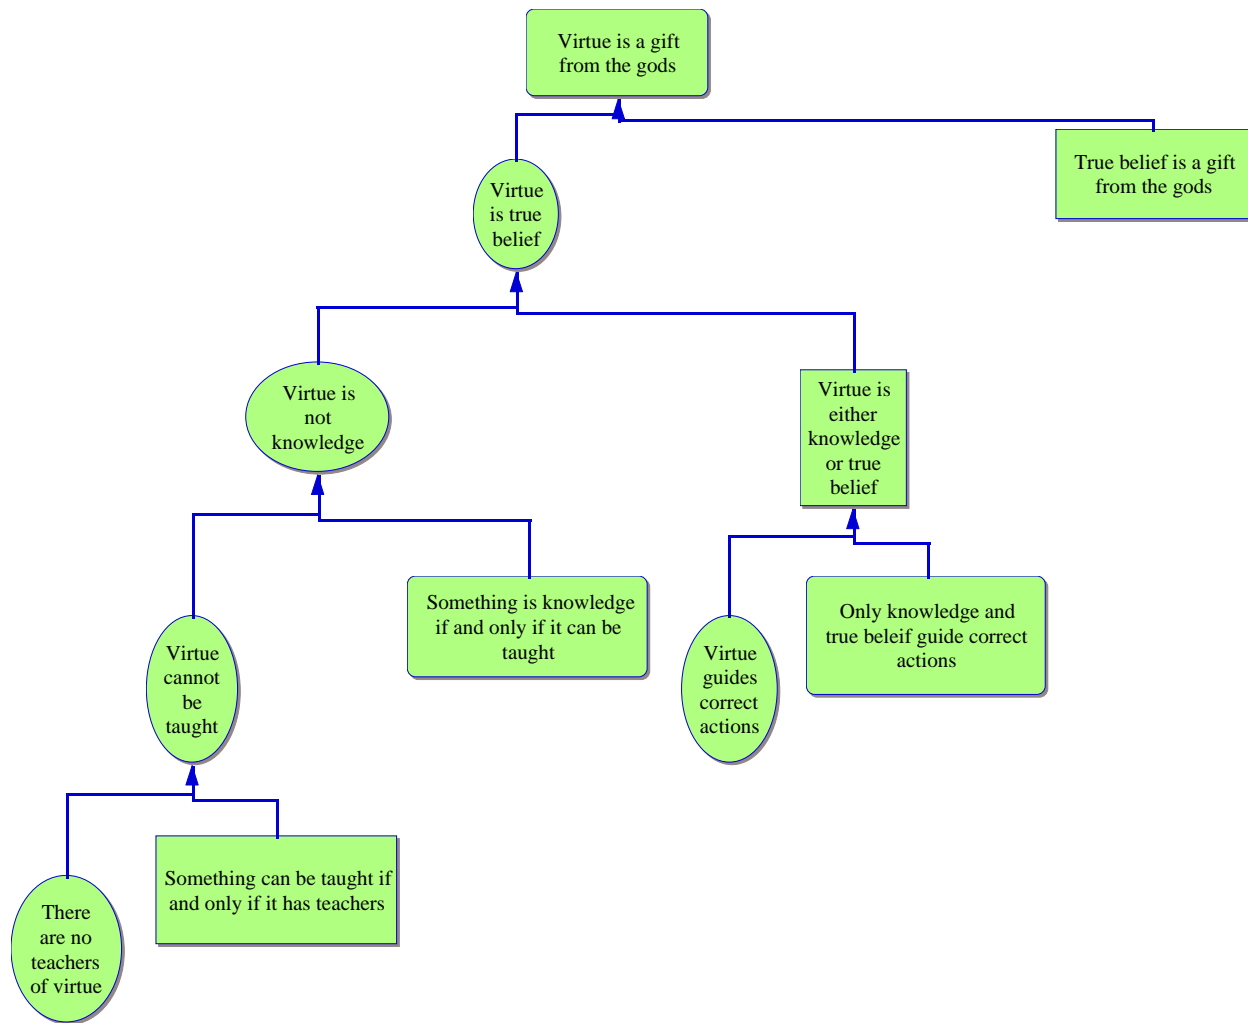 Virtue is a gift
from the gods
True belief is a gift
from the gods
Virtue
is true
belief
Virtue is
not
knowledge
Virtue is
either
knowledge
or true
belief
Something is knowledge
if and only if it can be
taught
Only knowledge and
true beleif guide correct
actions
Virtue
cannot
be
taught
Virtue
guides
correct
actions
Something can be taught if
and only if it has teachers
There
are no
teachers
of virtue